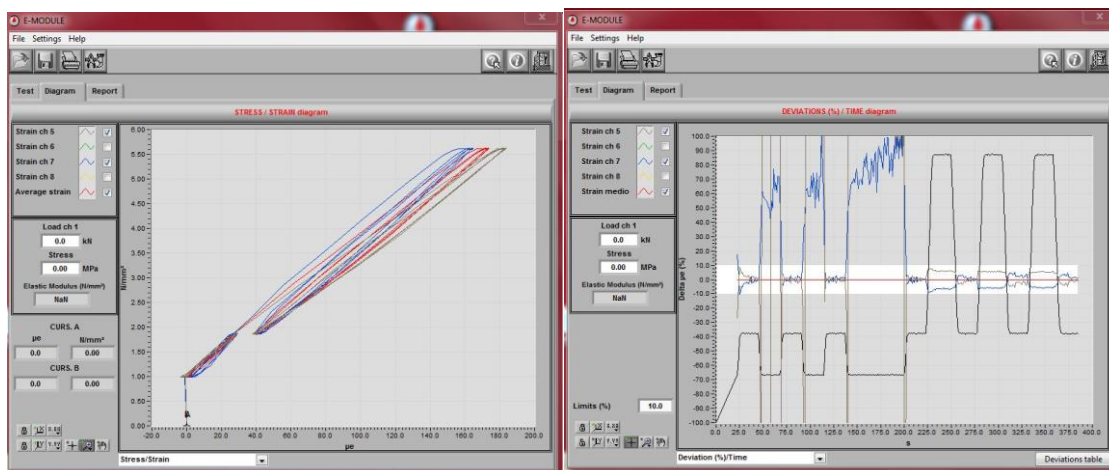 E-MODULE
File Settings Help
Test Diagram Report
STRESS / STRAIN diagram
Strain ch 5
Strain ch 6
Strain ch 7
Strain ch 8
Average strain
Load ch 1
0.0 kN
Stress
0.00 MPa
Elastic Modulus (N/mm²)
NaN
CURS. A
µe N/mm²
0.0 0.00
CURS. B
0.0 0.00
N/mm²
6.00
5.50
5.00
4.50
4.00
3.50
3.00
2.50
2.00
1.50
1.00
0.50
0.00
-20.0 0.0 20.0 40.0 60.0 80.0 100.0 120.0 140.0 160.0 180.0 200.0
µe
Stress/Strain
E-MODULE
File Settings Help
Test Diagram Report
DEVIATIONS (%) / TIME diagram
Strain ch 5
Strain ch 6
Strain ch 7
Strain ch 8
Strain medio
Load ch 1
0.0 kN
Stress
0.00 MPa
Elastic Modulus (N/mm²)
NaN
Limits (%) 10.0
Delta µe (%)
100.0
90.0
80.0
70.0
60.0
50.0
40.0
30.0
20.0
10.0
0.0
-10.0
-20.0
-30.0
-40.0
-50.0
-60.0
-70.0
-80.0
-90.0
-100.0
0.0 25.0 50.0 75.0 100.0 125.0 150.0 175.0 200.0 225.0 250.0 275.0 300.0 325.0 350.0 375.0 400.0
s
Deviation (%)/Time
Deviations table